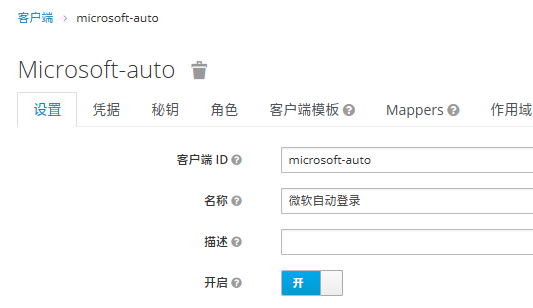 客户端 > microsoft-auto
Microsoft-auto
设置 凭据 秘钥 角色 客户端模板 Mappers 作用域
客户端 ID microsoft-auto
名称 微软自动登录
描述
开启 开